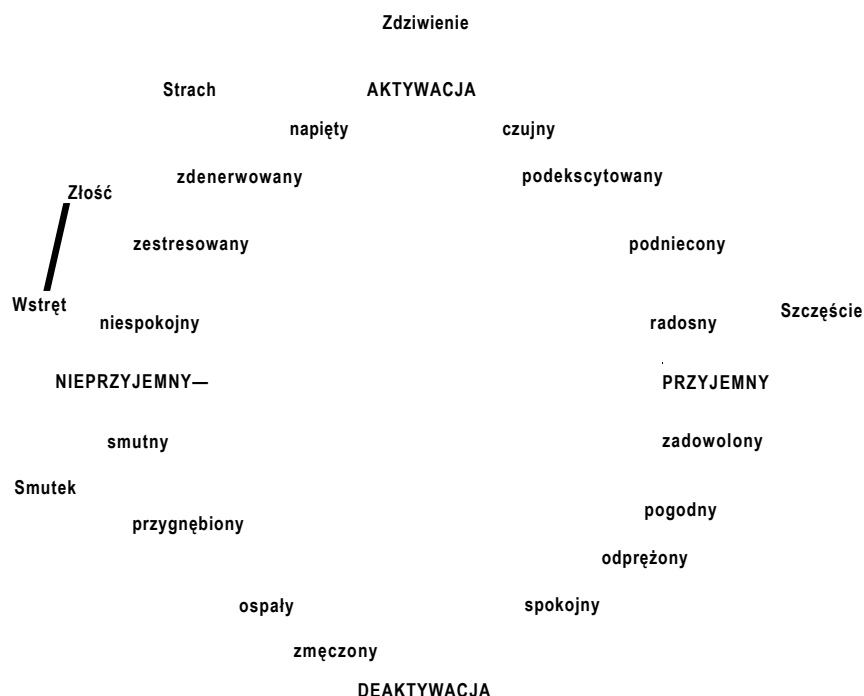 Zdziwienie
Strach AKTYWACJA
napięty czujny
zdenerwowany podekscytowany
Złość
zestresowany podniecony
Wstręt Szczęście
niespokojny radosny
NIEPRZYJEMNY— PRZYJEMNY
smutny zadowolony
Smutek
pogodny
przygnębiony
odprężony
ospały spokojny
zmęczony
DEAKTYWACJA